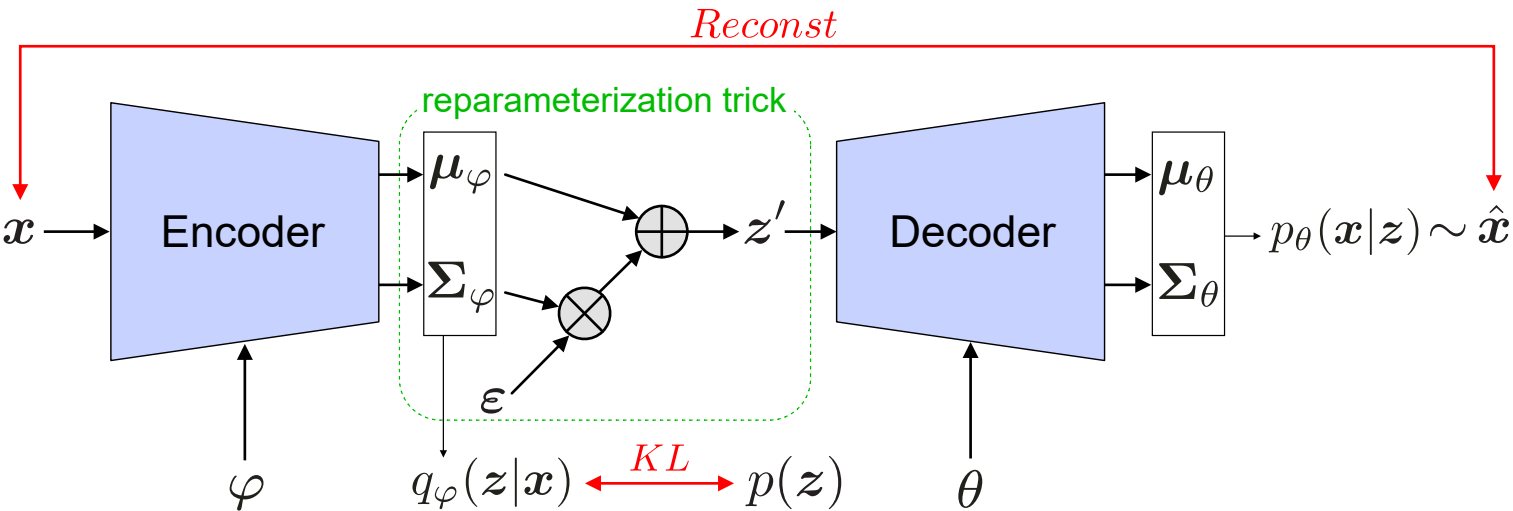 Reconst
reparameterization trick
x
Encoder
μφ
Σφ
ε
z′
Decoder
μθ
Σθ
pθ(x|z)∼x̂
φ
qφ(z|x)
KL
p(z)
θ